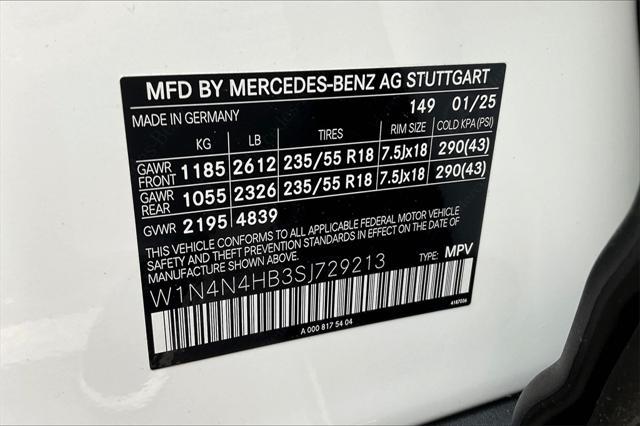 MFD BY MERCEDES-BENZ AG STUTTGART
MADE IN GERMANY 149 01/25
KG LB TIRES RIM SIZE COLD KPA(PSI)
GAWR FRONT 1185 2612 235/55 R18 7.5Jx18 290(43)
GAWR REAR 1055 2326 235/55 R18 7.5Jx18 290(43)
GVWR 2195 4839
THIS VEHICLE CONFORMS TO ALL APPLICABLE FEDERAL MOTOR VEHICLE
SAFETY AND THEFT PREVENTION STANDARDS IN EFFECT ON THE DATE OF
MANUFACTURE SHOWN ABOVE. TYPE: MPV
W1N4N4HB3SJ729213
A 000 817 54 04 4187036